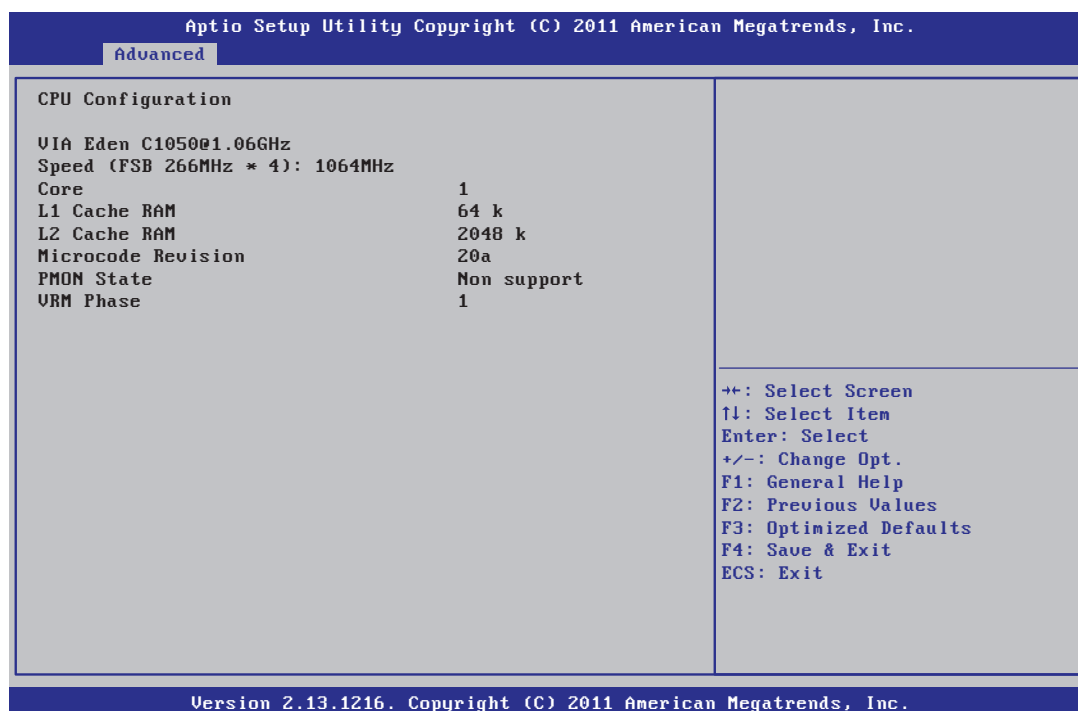 Aptio Setup Utility Copyright (C) 2011 American Megatrends, Inc.
Advanced
CPU Configuration
VIA Eden C1050@1.06GHz
Speed (FSB 266MHz * 4): 1064MHz
Core 1
L1 Cache RAM 64 k
L2 Cache RAM 2048 k
Microcode Revision 20a
PMON State Non support
VRM Phase 1
→←: Select Screen
↑↓: Select Item
Enter: Select
+/-: Change Opt.
F1: General Help
F2: Previous Values
F3: Optimized Defaults
F4: Save & Exit
ECS: Exit
Version 2.13.1216. Copyright (C) 2011 American Megatrends, Inc.